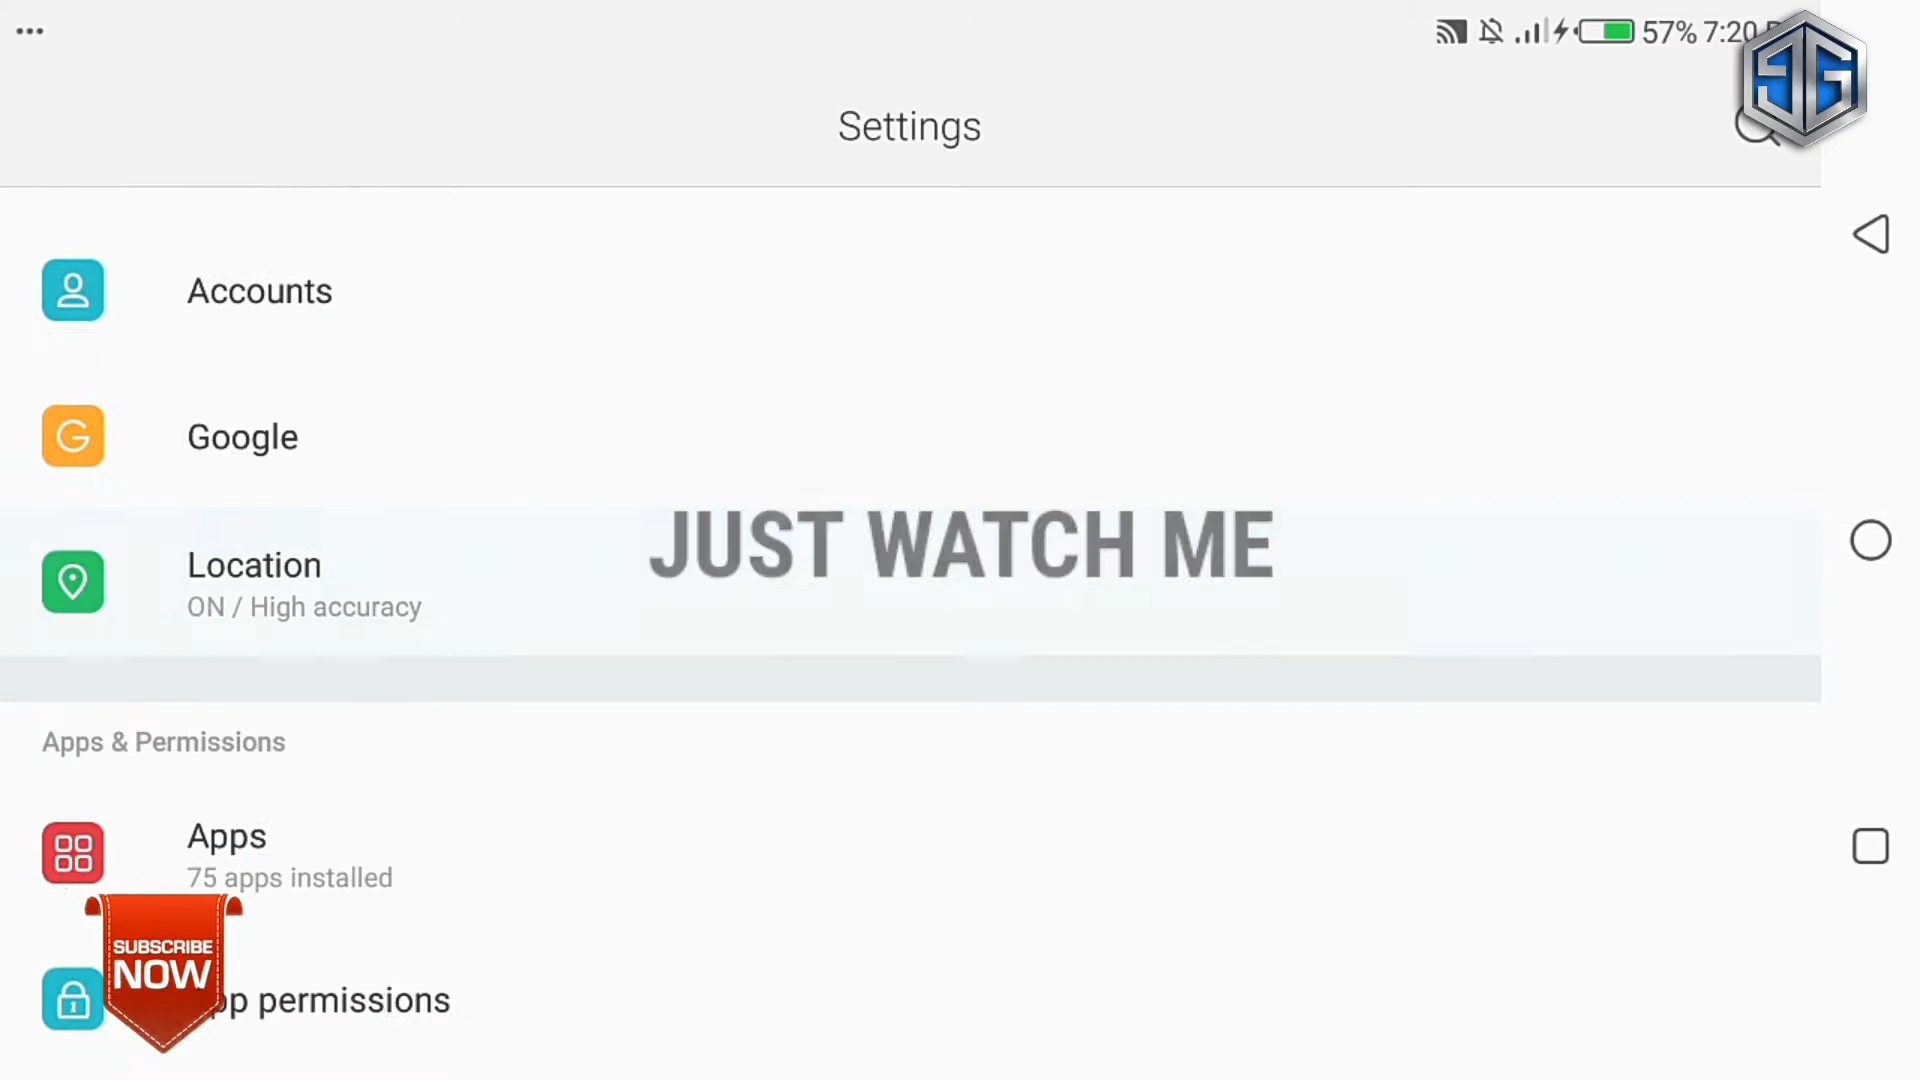 57% 7:20
Settings
Accounts
Google
Location
ON / High accuracy
JUST WATCH ME
Apps & Permissions
Apps
75 apps installed
SUBSCRIBE
NOW
pp permissions